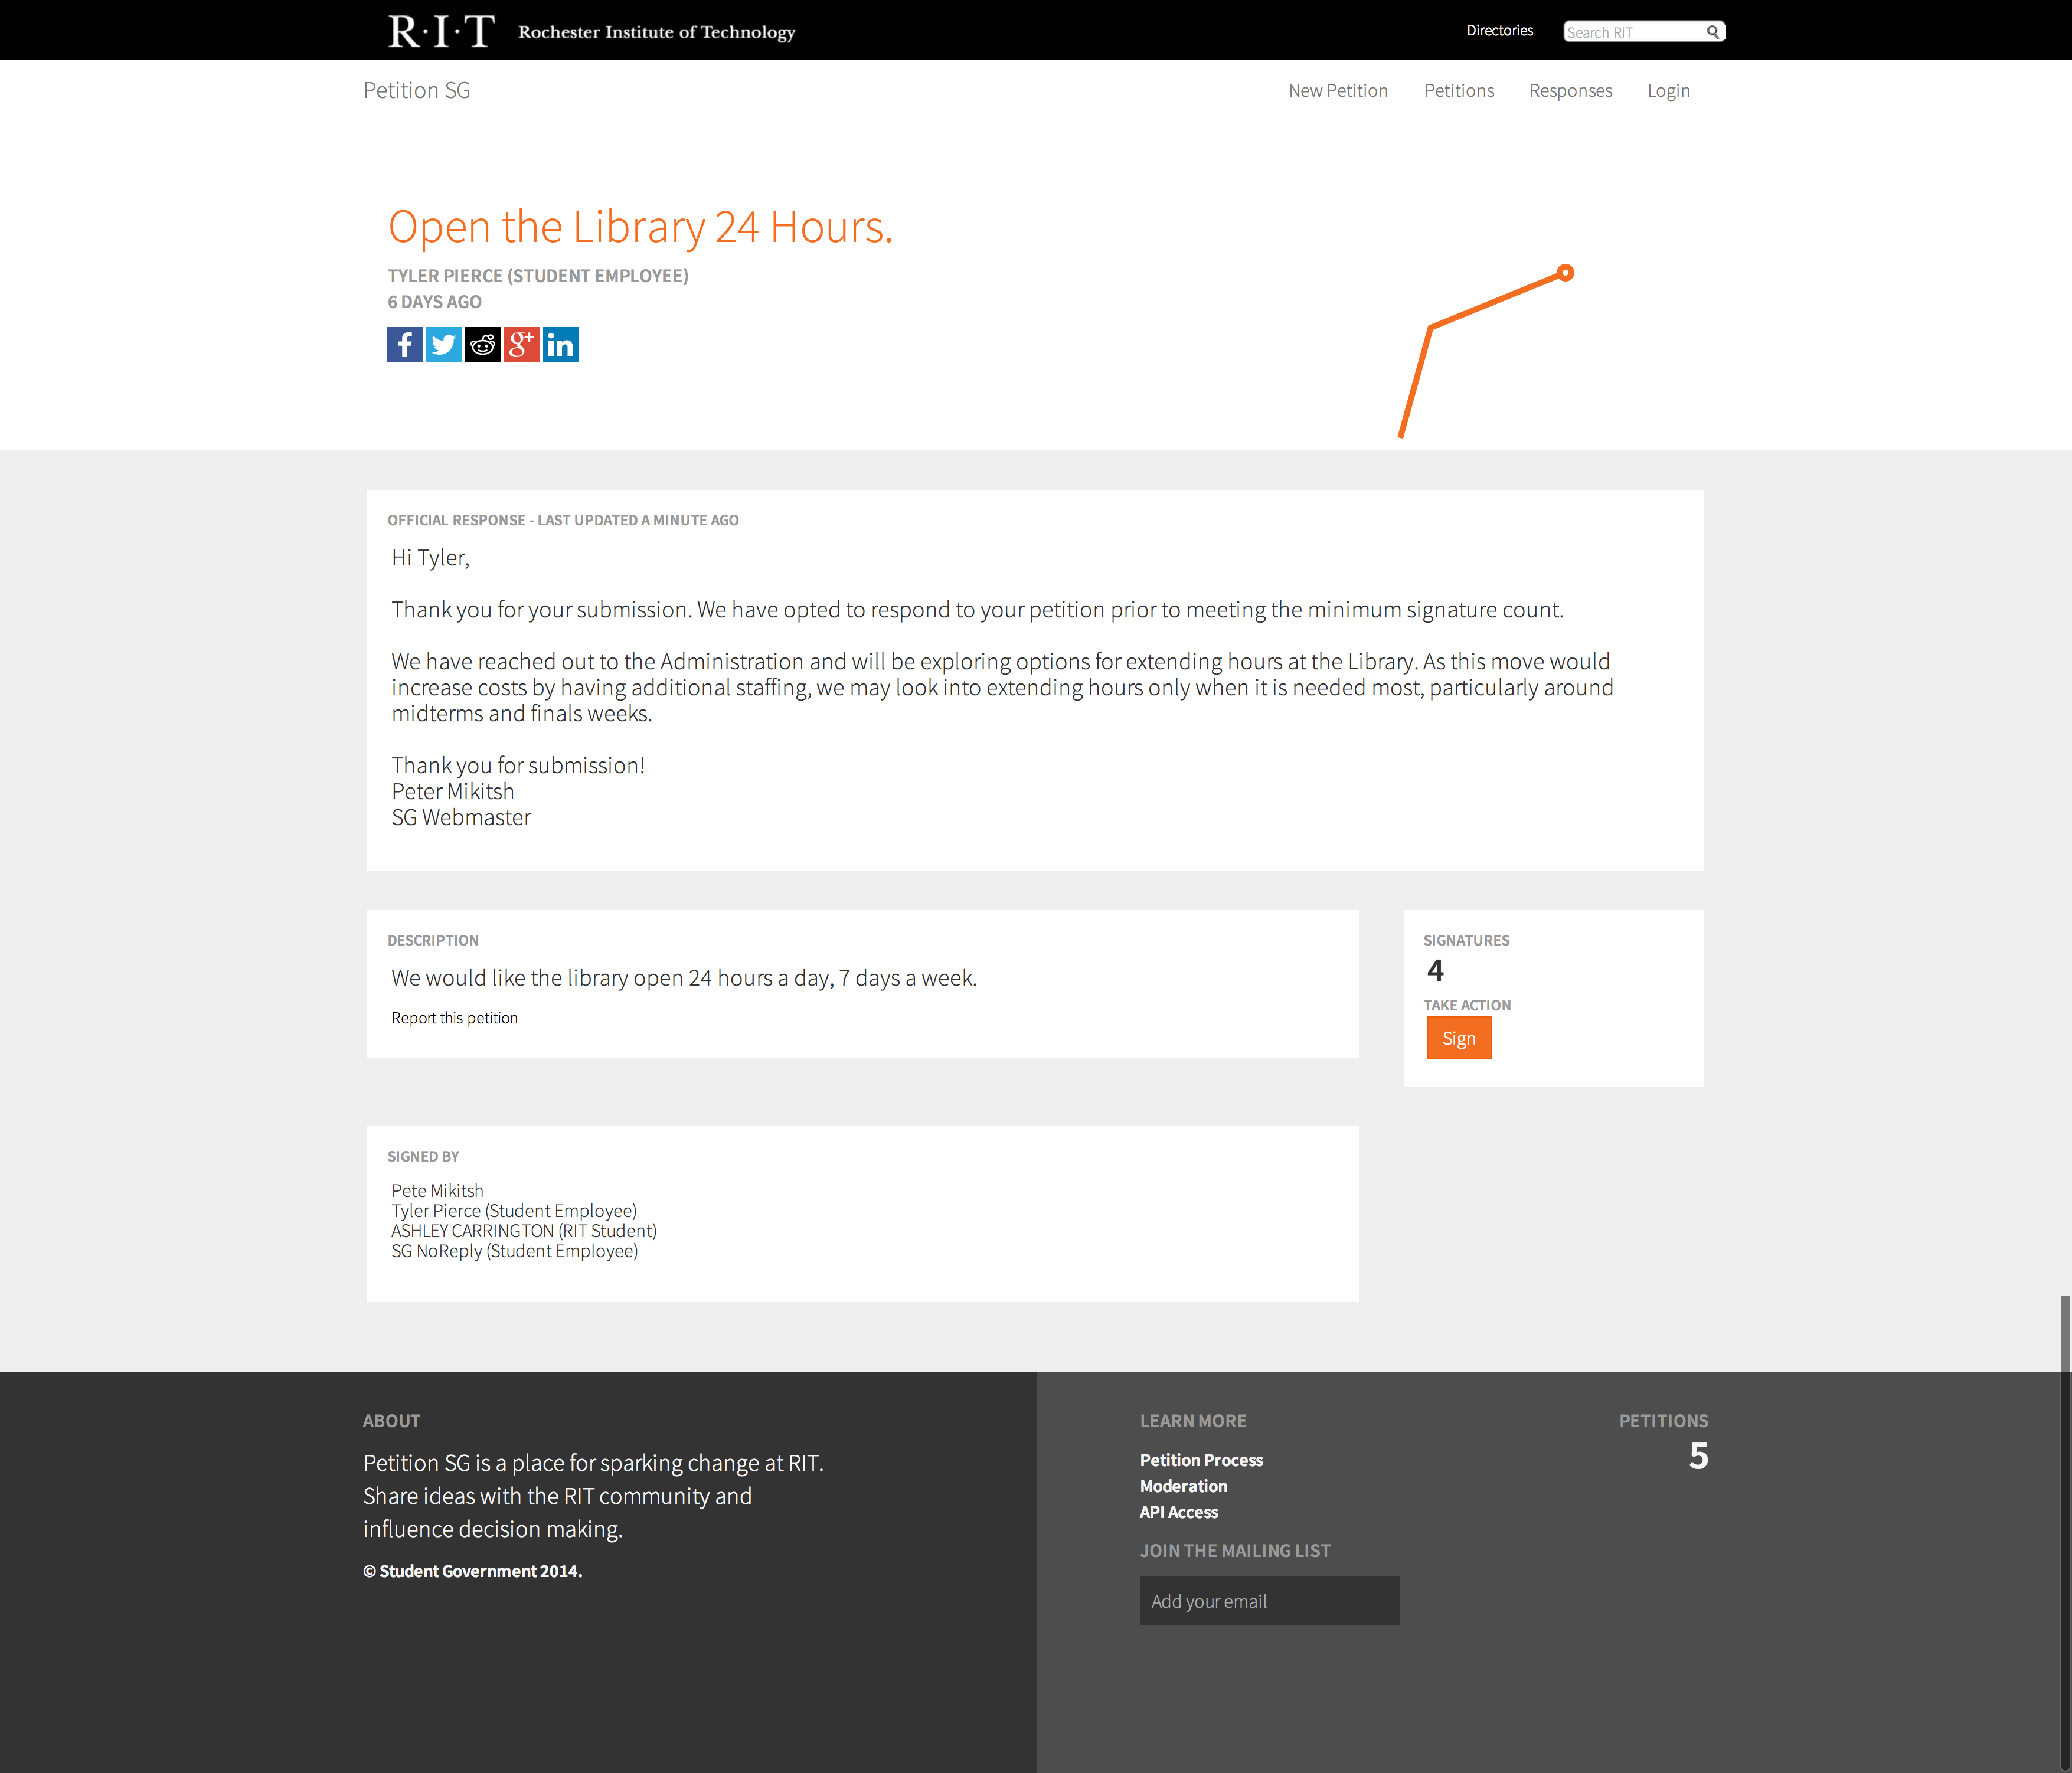 R·I·T Rochester Institute of Technology
Directories
Search RIT
Petition SG
New Petition
Petitions
Responses
Login
Open the Library 24 Hours.
TYLER PIERCE (STUDENT EMPLOYEE)
6 DAYS AGO
OFFICIAL RESPONSE - LAST UPDATED A MINUTE AGO
Hi Tyler,
Thank you for your submission. We have opted to respond to your petition prior to meeting the minimum signature count.
We have reached out to the Administration and will be exploring options for extending hours at the Library. As this move would
increase costs by having additional staffing, we may look into extending hours only when it is needed most, particularly around
midterms and finals weeks.
Thank you for submission!
Peter Mikitsh
SG Webmaster
DESCRIPTION
We would like the library open 24 hours a day, 7 days a week.
Report this petition
SIGNATURES
4
TAKE ACTION
Sign
SIGNED BY
Pete Mikitsh
Tyler Pierce (Student Employee)
ASHLEY CARRINGTON (RIT Student)
SG NoReply (Student Employee)
ABOUT
Petition SG is a place for sparking change at RIT.
Share ideas with the RIT community and
influence decision making.
© Student Government 2014.
LEARN MORE
Petition Process
Moderation
API Access
JOIN THE MAILING LIST
Add your email
PETITIONS
5